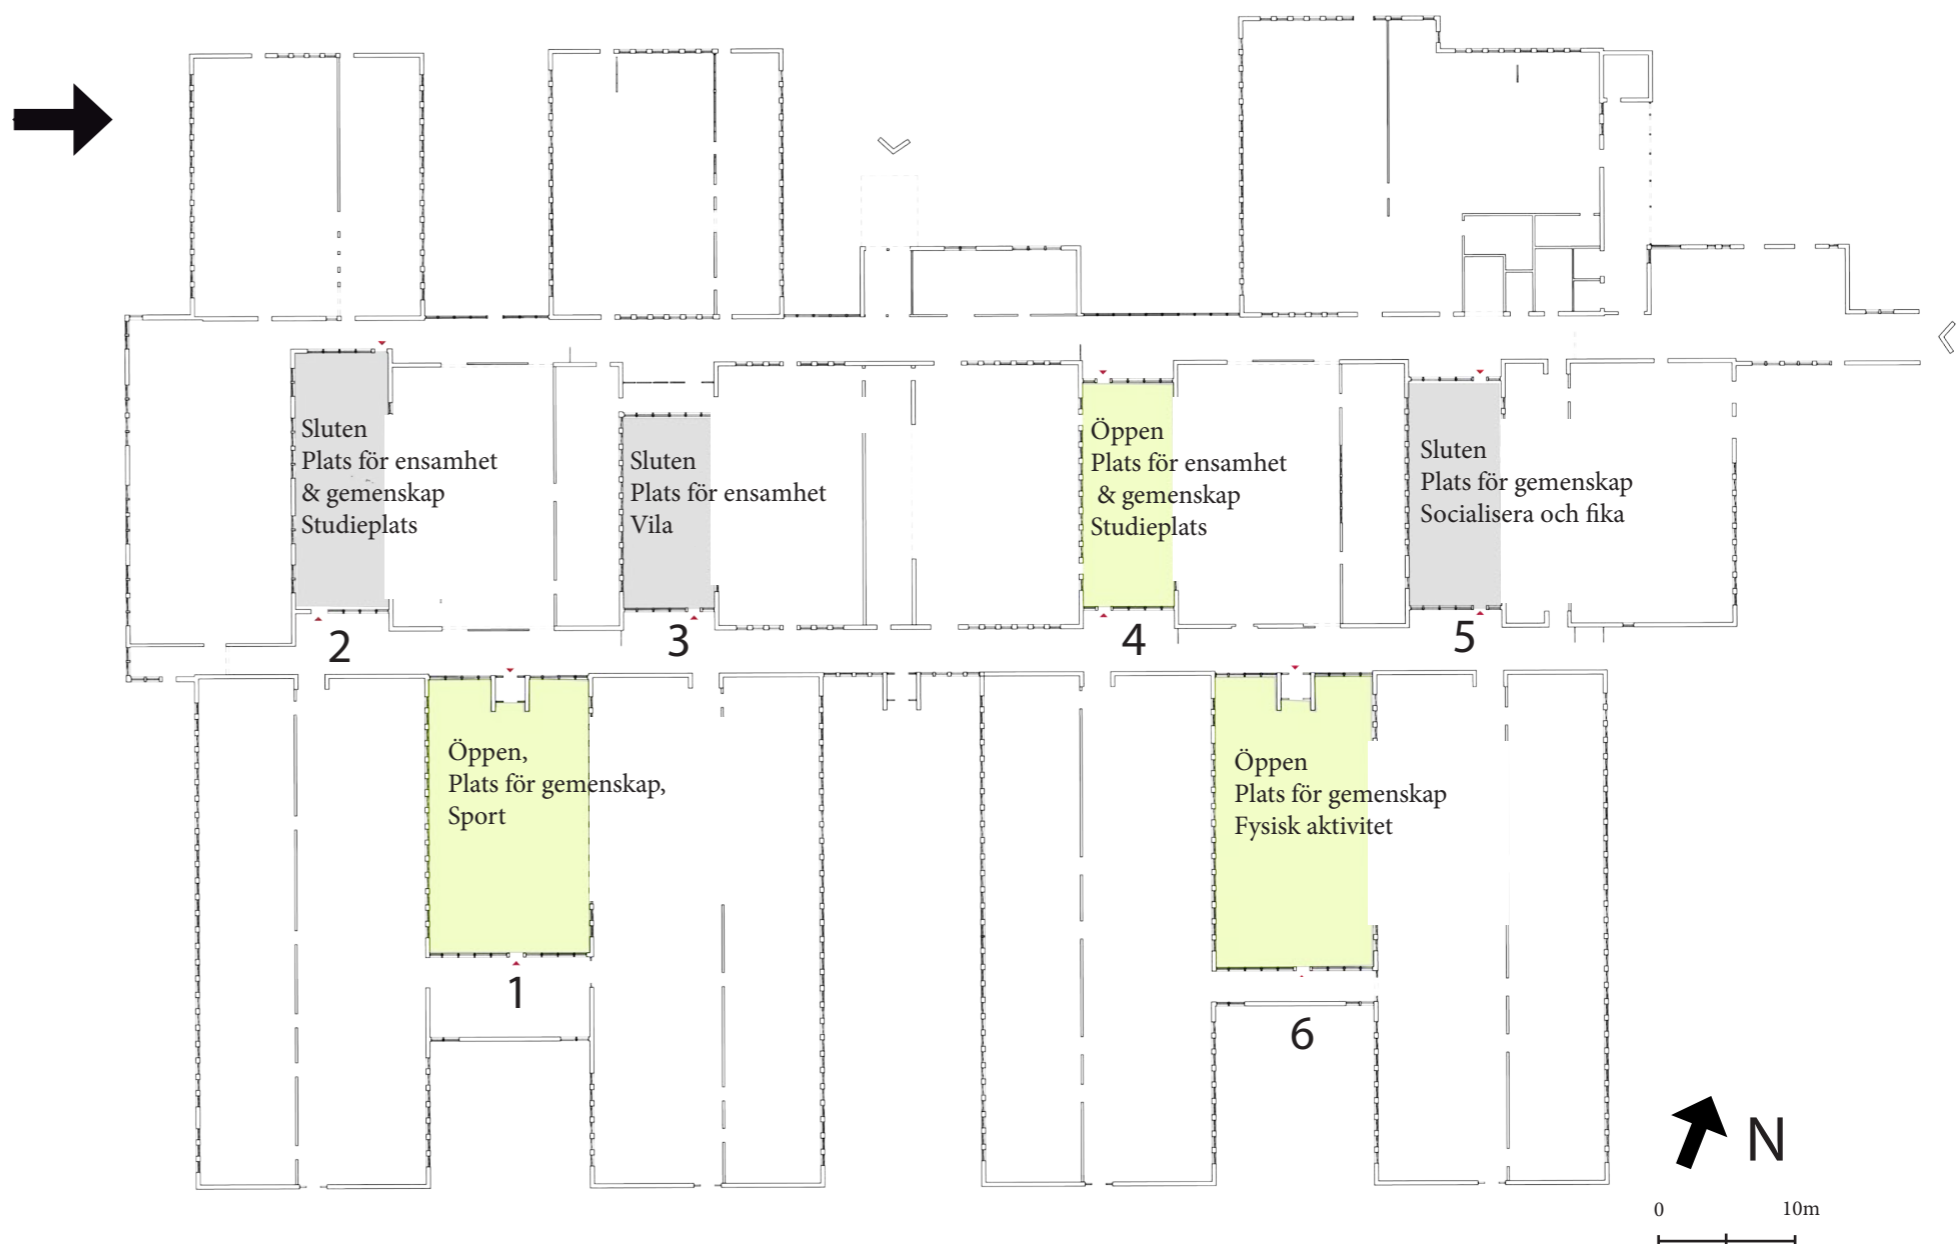 Sluten
Plats för ensamhet
& gemenskap
Studieplats
2
Sluten
Plats för ensamhet
Vila
3
Öppen
Plats för ensamhet
& gemenskap
Studieplats
4
Sluten
Plats för gemenskap
Socialisera och fika
5
Öppen,
Plats för gemenskap,
Sport
1
Öppen
Plats för gemenskap
Fysisk aktivitet
6
N
0 10m